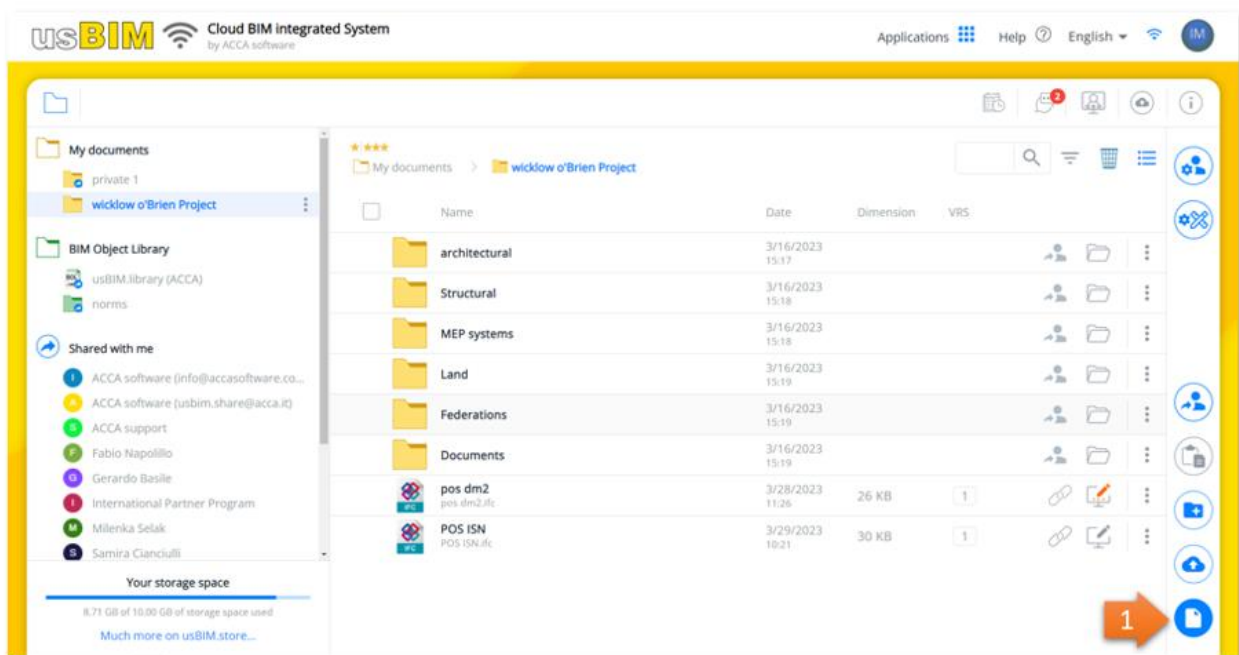 usBIM Cloud BIM integrated System
by ACCA software
Applications Help ? English IM
2
i
My documents
private 1
wicklow o'Brien Project
BIM Object Library
usBIM.library (ACCA)
norms
Shared with me
I ACCA software (info@accasoftware.co...
A ACCA software (usbim.share@acca.it)
S ACCA support
F Fabio Napolillo
G Gerardo Basile
I International Partner Program
M Milenka Selak
S Samira Cianciulli
Your storage space
8.71 GB of 10.00 GB of storage space used
Much more on usBIM.store...
My documents > wicklow o'Brien Project
Name Date Dimension VRS
architectural 3/16/2023
15:17
Structural 3/16/2023
15:18
MEP systems 3/16/2023
15:18
Land 3/16/2023
15:19
Federations 3/16/2023
15:19
Documents 3/16/2023
15:19
pos dm2 3/28/2023 26 KB 1
IFC pos dm2.ifc 11:26
POS ISN 3/29/2023 30 KB 1
IFC POS ISN.ifc 10:21
1